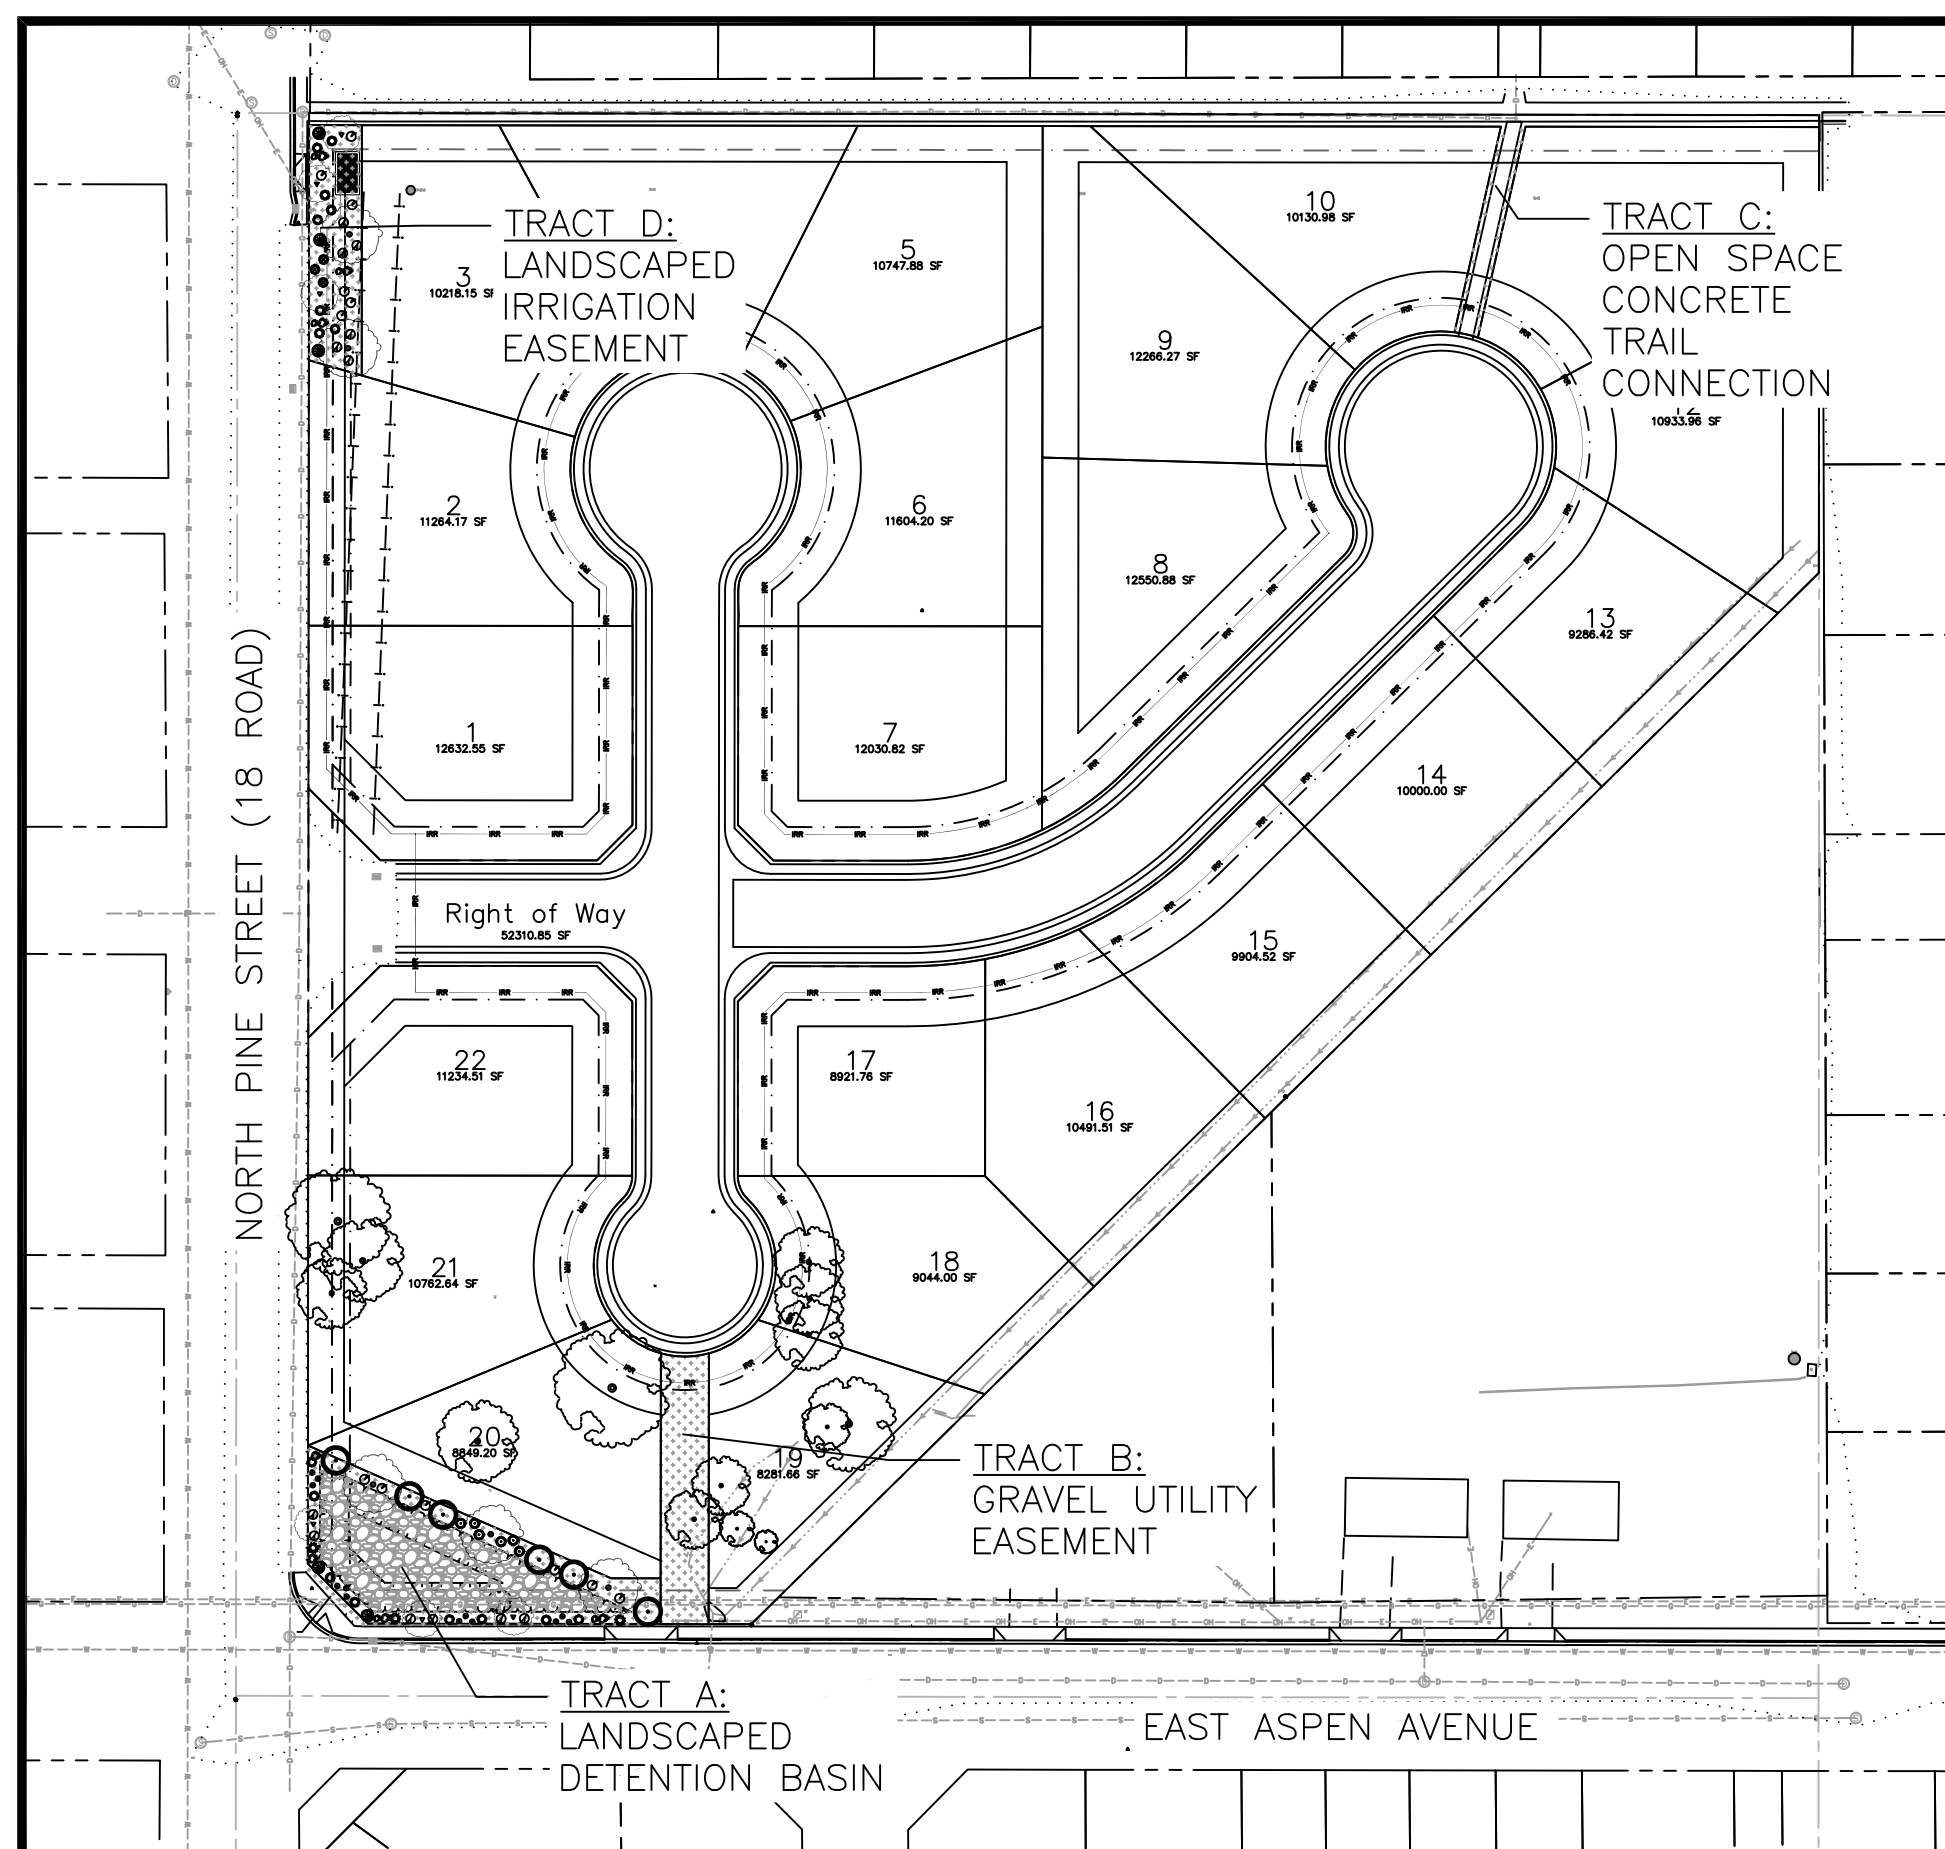 10
10130.98 SF
TRACT D:
LANDSCAPED
IRRIGATION
EASEMENT
TRACT C:
OPEN SPACE
CONCRETE
TRAIL
CONNECTION
3
10218.15 SF
5
10747.88 SF
9
12266.27 SF
12
10933.96 SF
2
11264.17 SF
6
11604.20 SF
8
12550.88 SF
13
9286.42 SF
1
12632.55 SF
7
12030.82 SF
14
10000.00 SF
NORTH PINE STREET (18 ROAD)
Right of Way
52310.85 SF
15
9904.52 SF
22
11234.51 SF
17
8921.76 SF
16
10491.51 SF
21
10762.64 SF
18
9044.00 SF
20
8849.20 SF
19
8281.66 SF
TRACT B:
GRAVEL UTILITY
EASEMENT
TRACT A:
LANDSCAPED
DETENTION BASIN
EAST ASPEN AVENUE